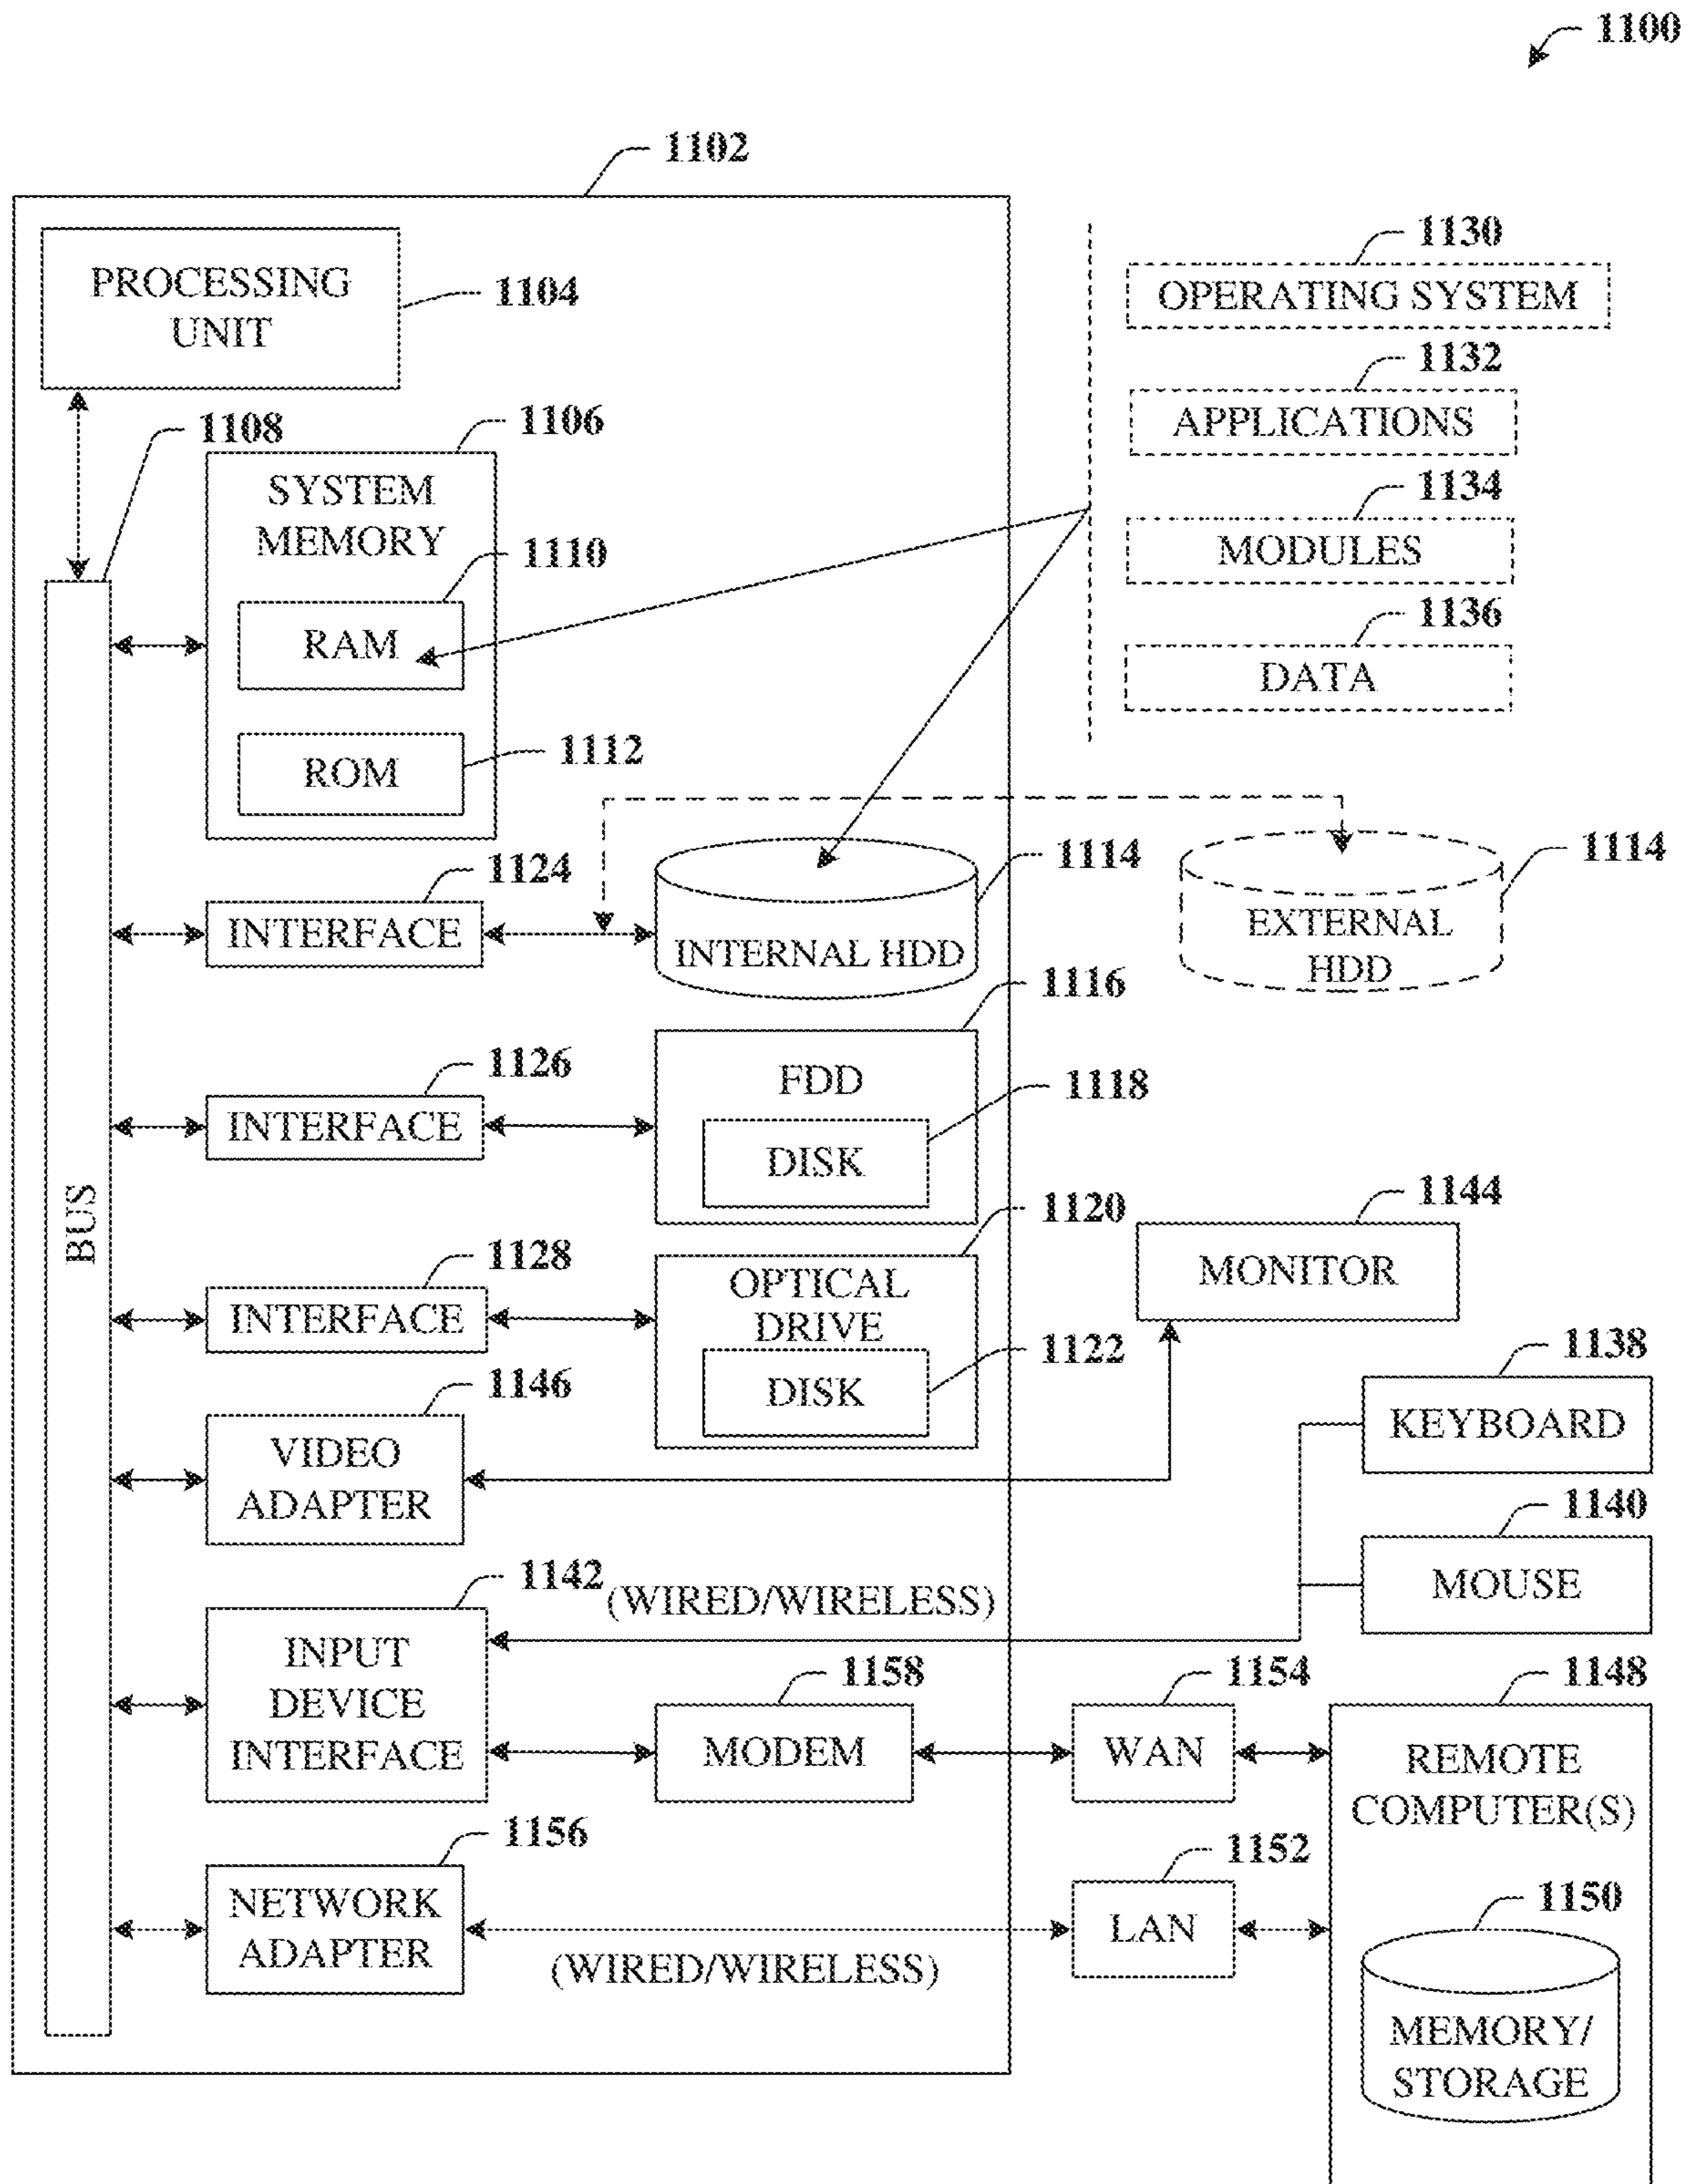 1100
1102
PROCESSING
UNIT
1104
1130
OPERATING SYSTEM
1132
APPLICATIONS
1134
MODULES
1136
DATA
1108
1106
SYSTEM
MEMORY
1110
RAM
1112
ROM
1124
INTERFACE
1114
INTERNAL HDD
1114
EXTERNAL
HDD
1116
1126
INTERFACE
FDD
1118
DISK
BUS
1120
1128
INTERFACE
OPTICAL
DRIVE
1122
DISK
1144
MONITOR
1138
KEYBOARD
1146
VIDEO
ADAPTER
1140
MOUSE
1142
(WIRED/WIRELESS)
INPUT
DEVICE
INTERFACE
1158
MODEM
1154
WAN
1148
REMOTE
COMPUTER(S)
1156
NETWORK
ADAPTER
(WIRED/WIRELESS)
1152
LAN
1150
MEMORY/
STORAGE